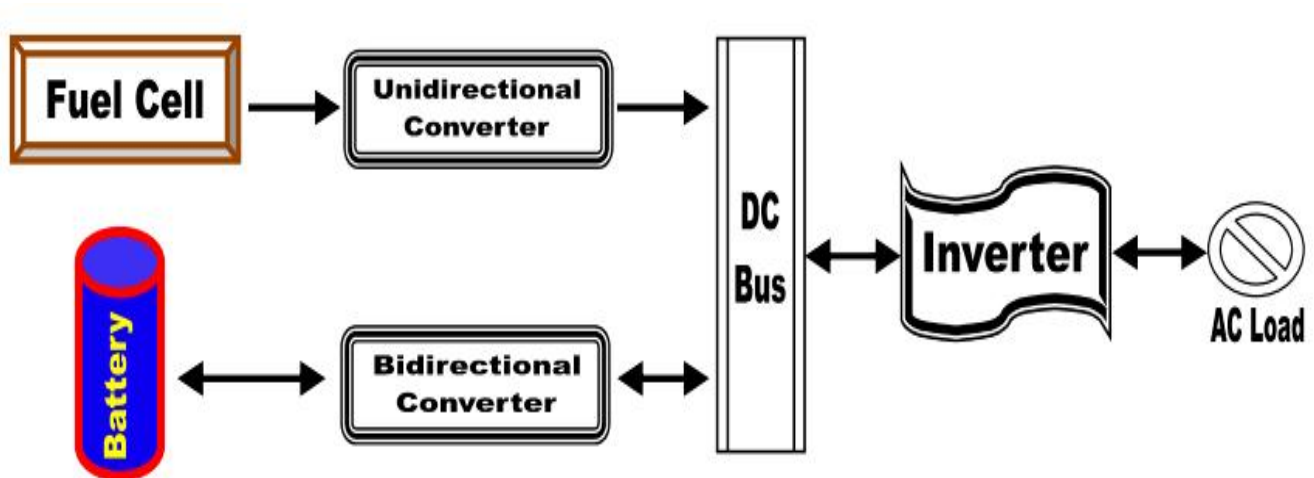 Fuel Cell
Unidirectional
Converter
DC
Bus
Inverter
AC Load
Battery
Bidirectional
Converter